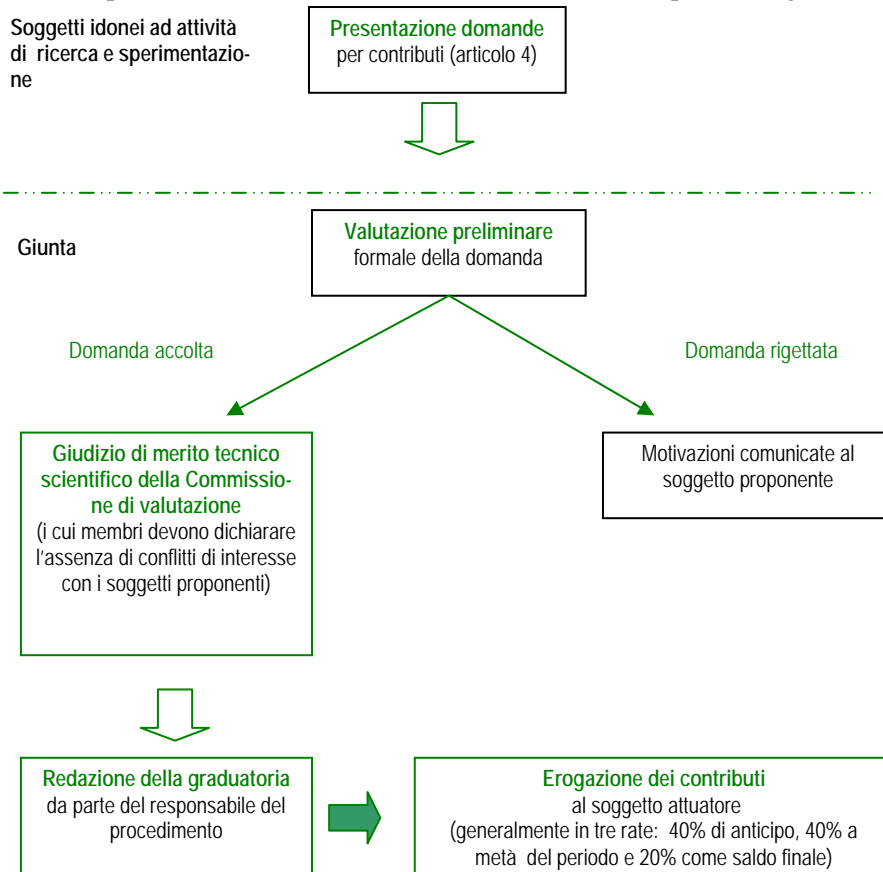 Soggetti idonei ad attività
di ricerca e sperimentazio-
ne
Presentazione domande
per contributi (articolo 4)
Giunta
Valutazione preliminare
formale della domanda
Domanda accolta
Domanda rigettata
Giudizio di merito tecnico
scientifico della Commissio-
ne di valutazione
(i cui membri devono dichiarare
l'assenza di conflitti di interesse
con i soggetti proponenti)
Motivazioni comunicate al
soggetto proponente
Redazione della graduatoria
da parte del responsabile del
procedimento
Erogazione dei contributi
al soggetto attuatore
(generalmente in tre rate: 40% di anticipo, 40% a
metà del periodo e 20% come saldo finale)